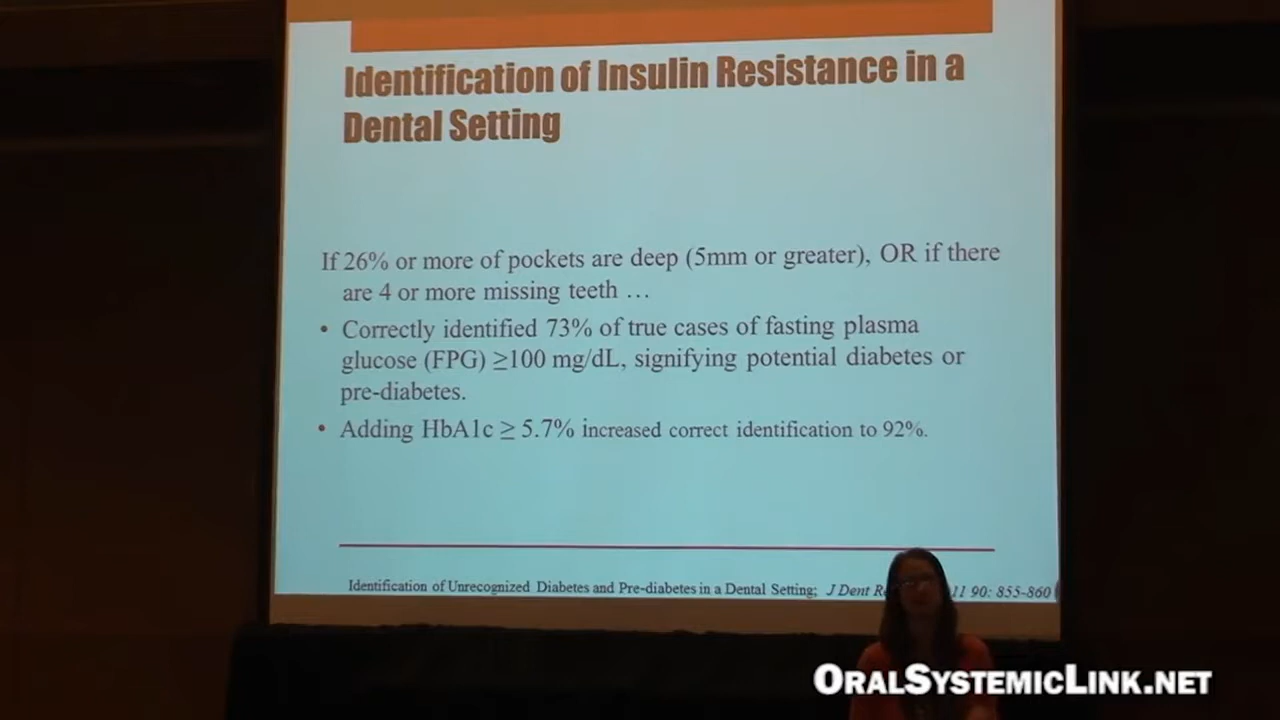 Identification of Insulin Resistance in a
Dental Setting
If 26% or more of pockets are deep (5mm or greater), OR if there
are 4 or more missing teeth …
• Correctly identified 73% of true cases of fasting plasma
glucose (FPG) ≥100 mg/dL, signifying potential diabetes or
pre-diabetes.
• Adding HbA1c ≥ 5.7% increased correct identification to 92%.
Identification of Unrecognized Diabetes and Pre-diabetes in a Dental Setting; J Dent 90: 855-860
ORALSYSTEMICLINK.NET